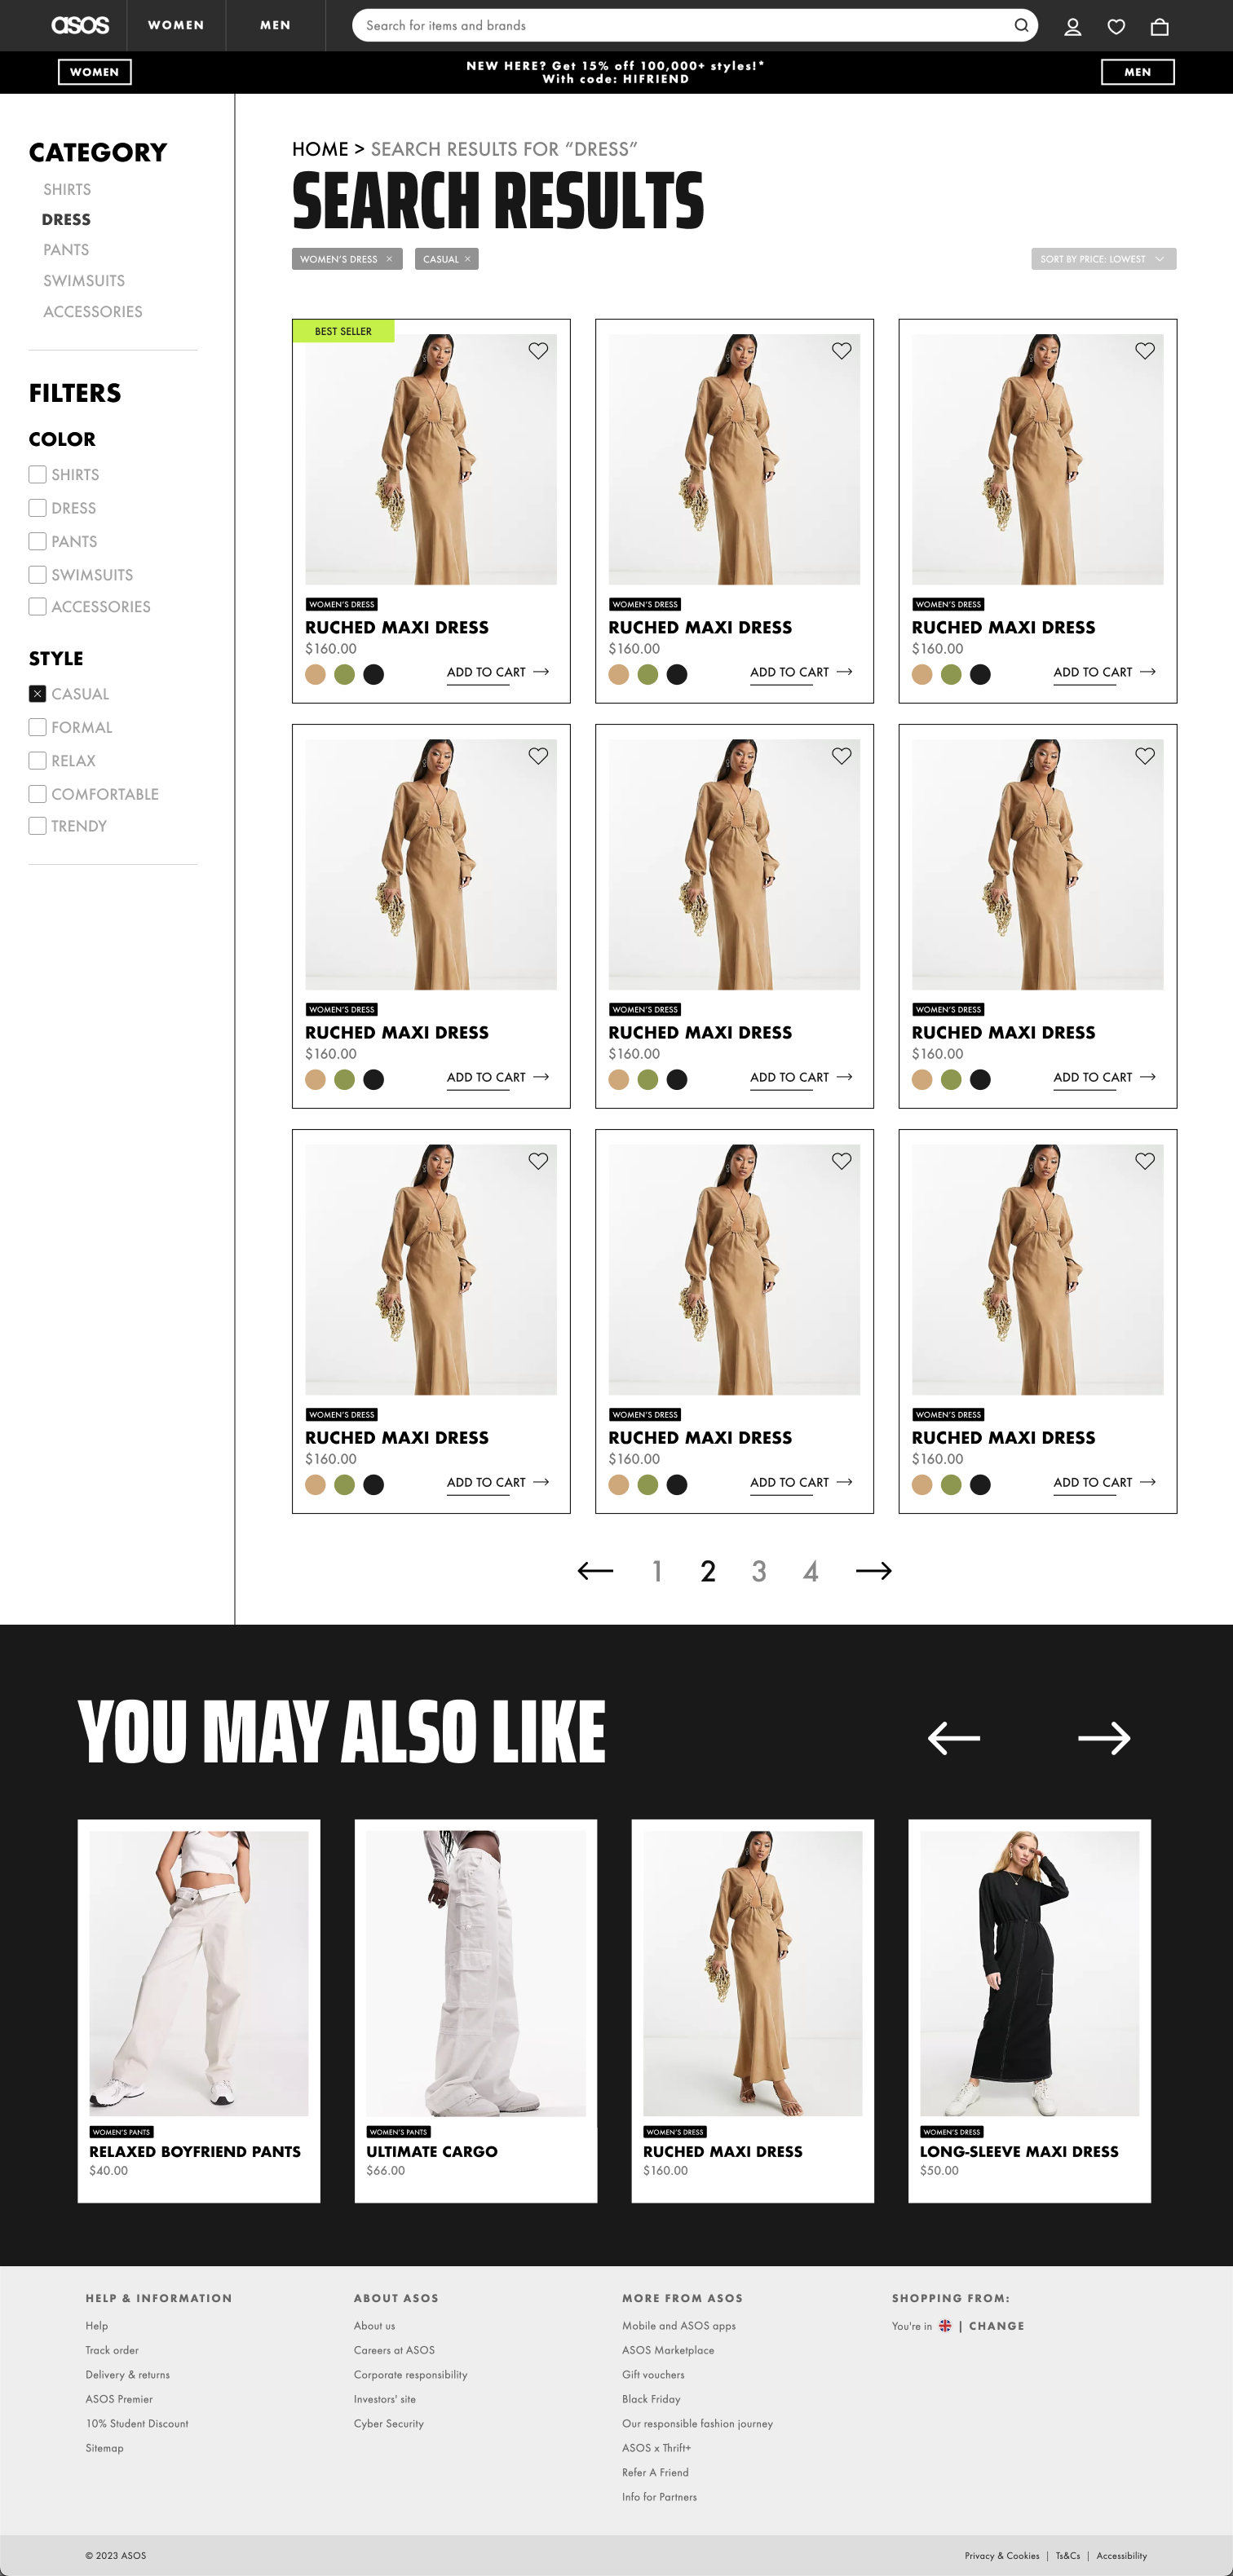 asos
WOMEN
MEN
Search for items and brands
WOMEN
NEW HERE? Get 15% off 100,000+ styles!*
With code: HIFRIEND
MEN
CATEGORY
SHIRTS
DRESS
PANTS
SWIMSUITS
ACCESSORIES
FILTERS
COLOR
SHIRTS
DRESS
PANTS
SWIMSUITS
ACCESSORIES
STYLE
CASUAL
FORMAL
RELAX
COMFORTABLE
TRENDY
HOME > SEARCH RESULTS FOR “DRESS”
SEARCH RESULTS
WOMEN'S DRESS ×
CASUAL ×
SORT BY PRICE: LOWEST
BEST SELLER
WOMEN'S DRESS
RUCHED MAXI DRESS
$160.00
ADD TO CART
WOMEN'S DRESS
RUCHED MAXI DRESS
$160.00
ADD TO CART
WOMEN'S DRESS
RUCHED MAXI DRESS
$160.00
ADD TO CART
WOMEN'S DRESS
RUCHED MAXI DRESS
$160.00
ADD TO CART
WOMEN'S DRESS
RUCHED MAXI DRESS
$160.00
ADD TO CART
WOMEN'S DRESS
RUCHED MAXI DRESS
$160.00
ADD TO CART
WOMEN'S DRESS
RUCHED MAXI DRESS
$160.00
ADD TO CART
WOMEN'S DRESS
RUCHED MAXI DRESS
$160.00
ADD TO CART
WOMEN'S DRESS
RUCHED MAXI DRESS
$160.00
ADD TO CART
1 2 3 4
YOU MAY ALSO LIKE
WOMEN'S PANTS
RELAXED BOYFRIEND PANTS
$40.00
WOMEN'S PANTS
ULTIMATE CARGO
$66.00
WOMEN'S DRESS
RUCHED MAXI DRESS
$160.00
WOMEN'S DRESS
LONG-SLEEVE MAXI DRESS
$50.00
HELP & INFORMATION
Help
Track order
Delivery & returns
ASOS Premier
10% Student Discount
Sitemap
ABOUT ASOS
About us
Careers at ASOS
Corporate responsibility
Investors' site
Cyber Security
MORE FROM ASOS
Mobile and ASOS apps
ASOS Marketplace
Gift vouchers
Black Friday
Our responsible fashion journey
ASOS x Thrift+
Refer A Friend
Info for Partners
SHOPPING FROM:
You're in | CHANGE
© 2023 ASOS
Privacy & Cookies | Ts&Cs | Accessibility